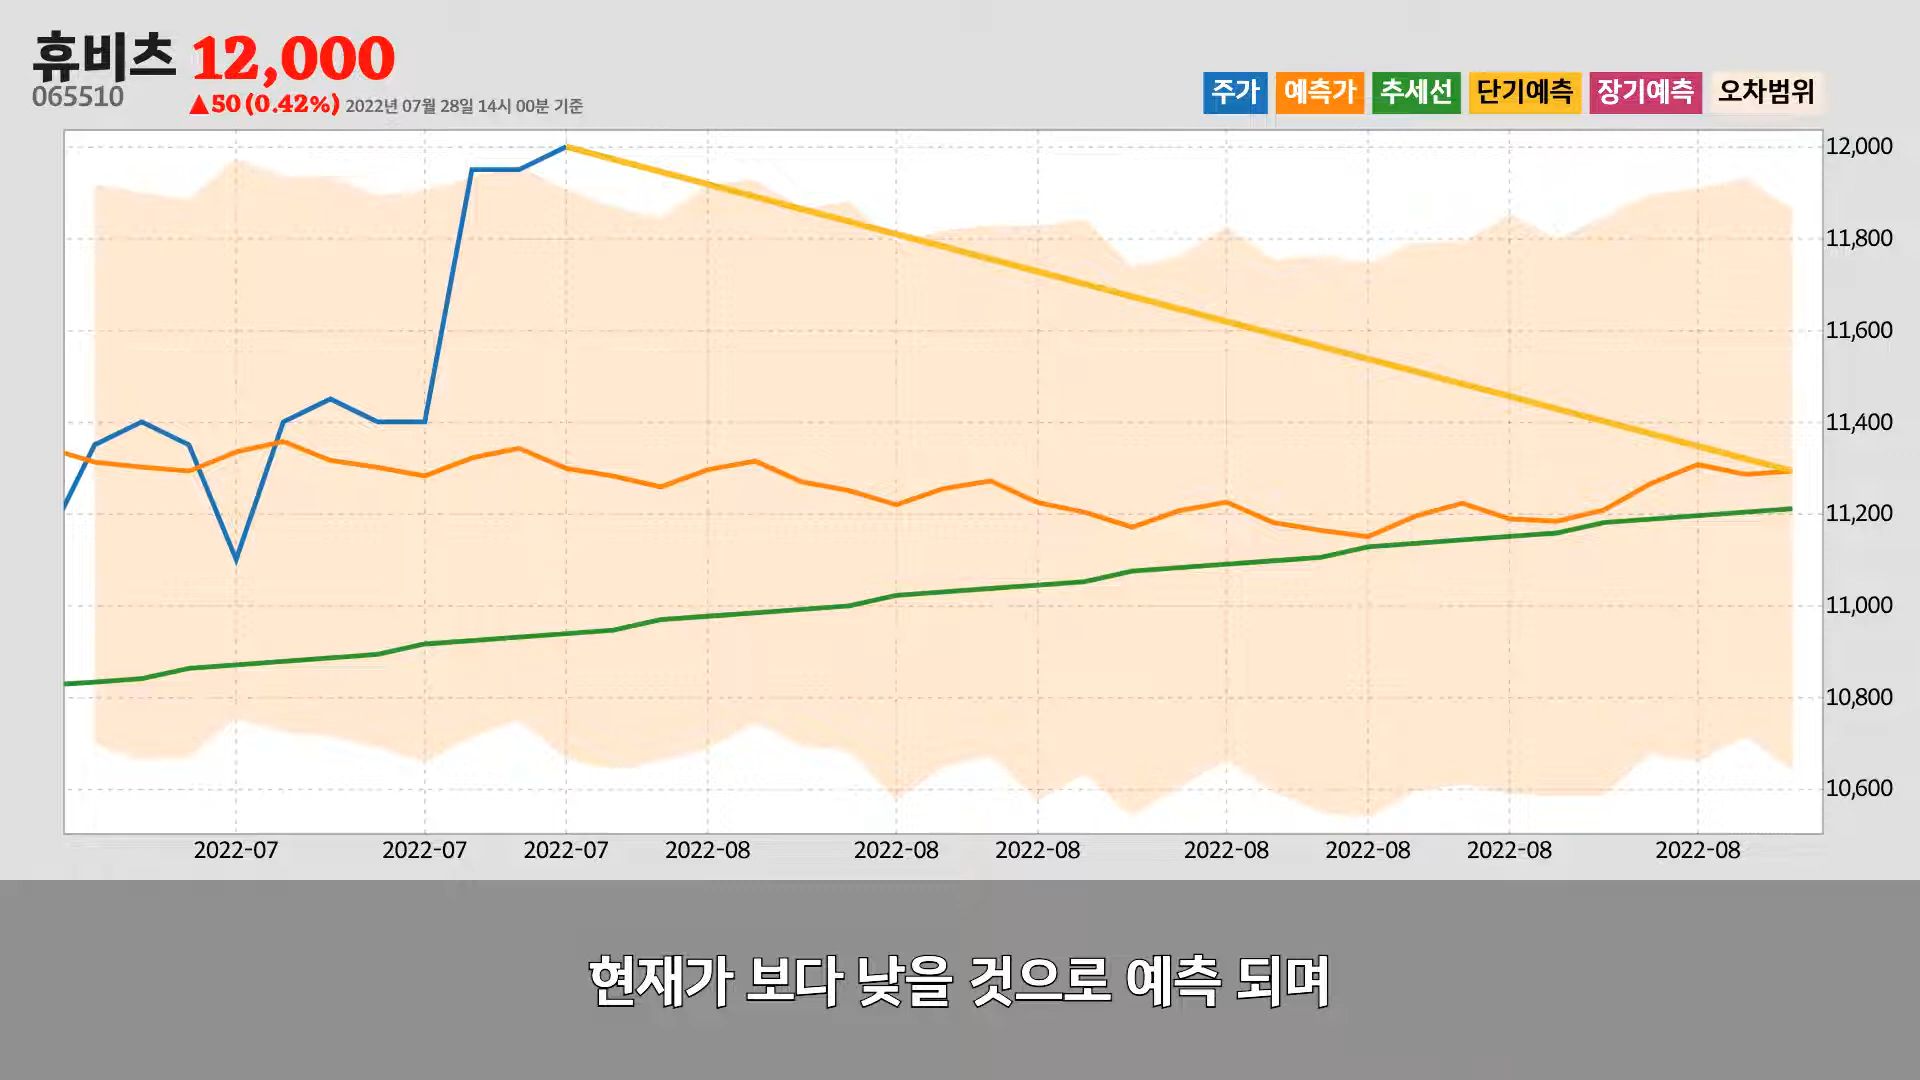 휴비츠 12,000
065510
▲50 (0.42%) 2022년 07월 28일 14시 00분 기준
주가 예측가 추세선 단기예측 장기예측 오차범위
12,000
11,800
11,600
11,400
11,200
11,000
10,800
10,600
2022-07 2022-07 2022-07 2022-08 2022-08 2022-08 2022-08 2022-08 2022-08 2022-08
현재가 보다 낮을 것으로 예측 되며